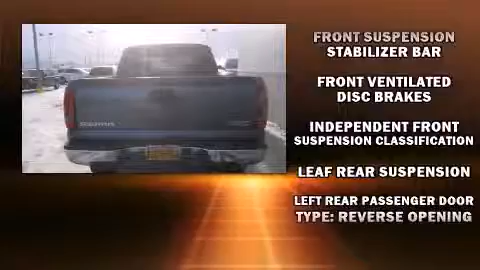 FRONT SUSPENSION
STABILIZER BAR
FRONT VENTILATED
DISC BRAKES
INDEPENDENT FRONT
SUSPENSION CLASSIFICATION
LEAF REAR SUSPENSION
LEFT REAR PASSENGER DOOR
TYPE: REVERSE OPENING